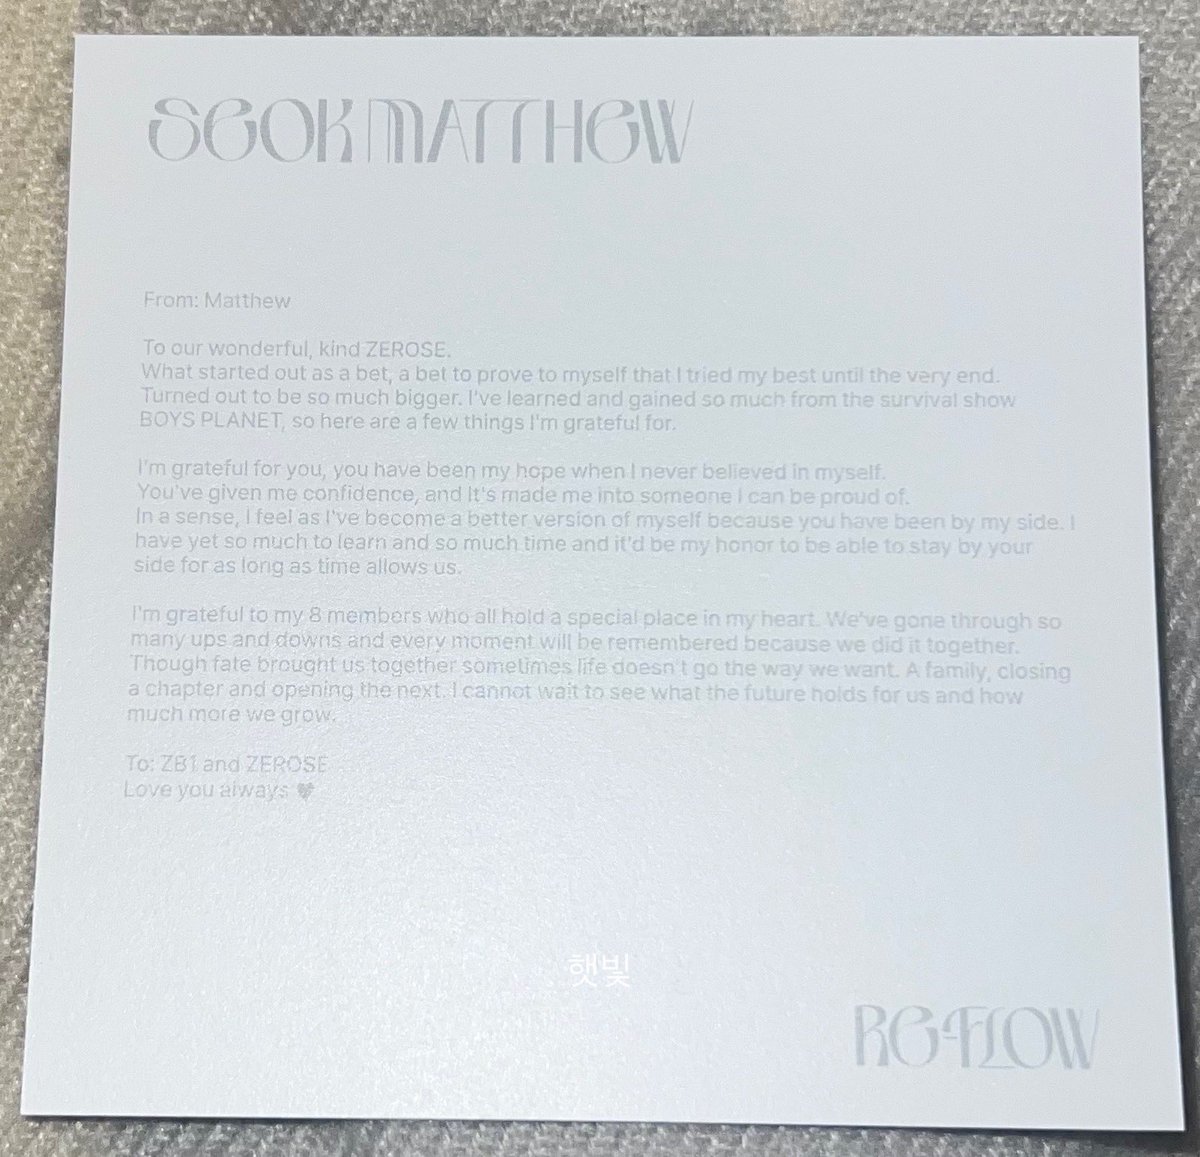 SEOK MATTHEW
From: Matthew
To our wonderful, kind ZEROSE.
What started out as a bet, a bet to prove to myself that I tried my best until the very end.
Turned out to be so much bigger. I've learned and gained so much from the survival show
BOYS PLANET, so here are a few things I'm grateful for.
I'm grateful for you, you have been my hope when I never believed in myself.
You've given me confidence, and It's made me into someone I can be proud of.
In a sense, I feel as I've become a better version of myself because you have been by my side. I
have yet so much to learn and so much time and it'd be my honor to be able to stay by your
side for as long as time allows us.
I'm grateful to my 8 members who all hold a special place in my heart. We've gone through so
many ups and downs and every moment will be remembered because we did it together.
Though fate brought us together sometimes life doesn't go the way we want. A family, closing
a chapter and opening the next. I cannot wait to see what the future holds for us and how
much more we grow.
To: ZB1 and ZEROSE
Love you always ♥
햇빛
RE-FLOW